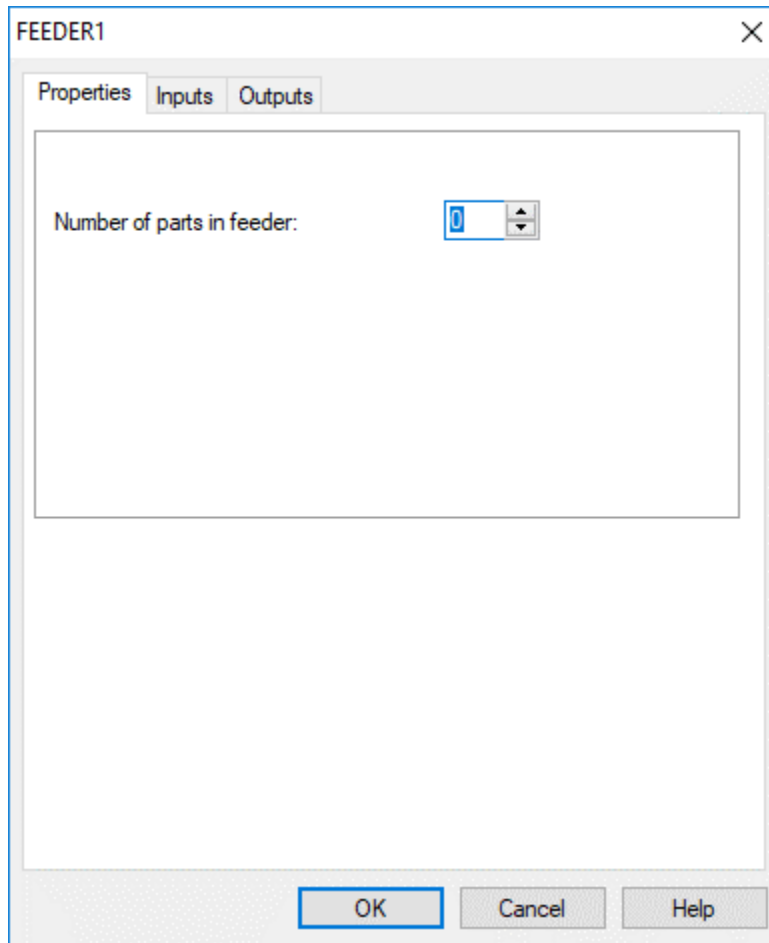 FEEDER1
Properties Inputs Outputs
Number of parts in feeder: 0
OK Cancel Help